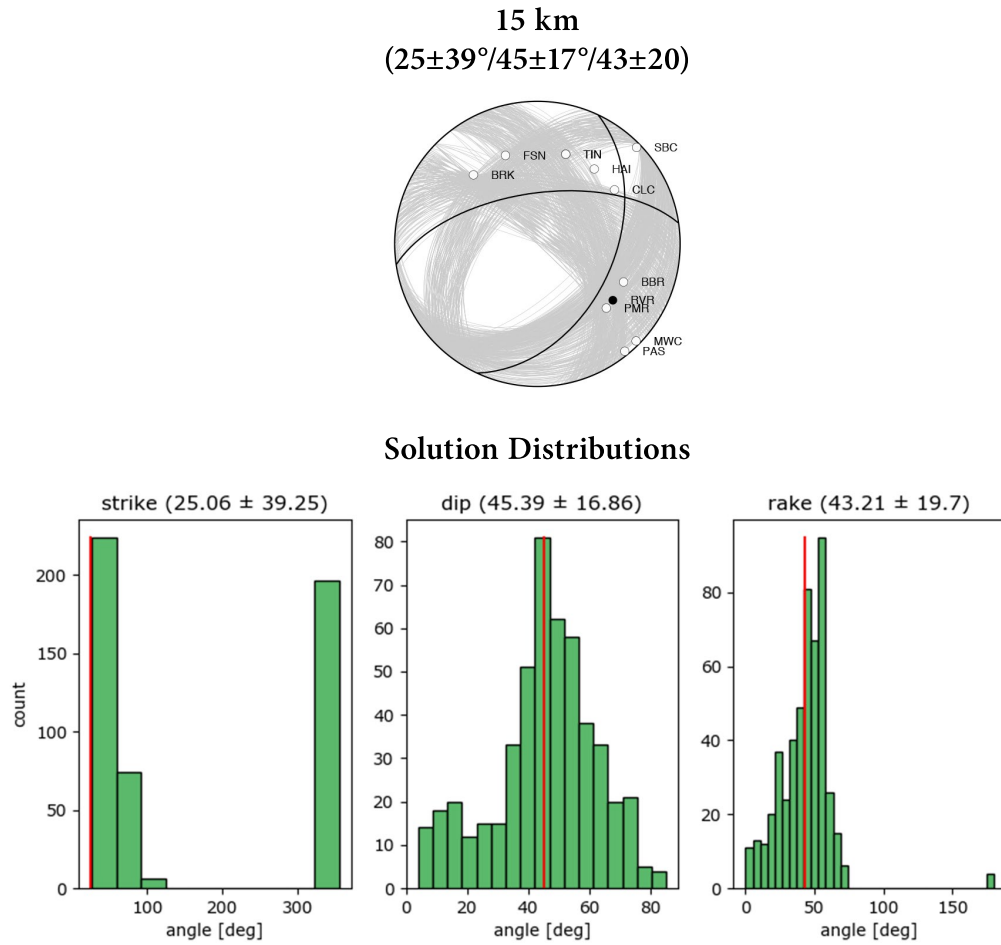 15 km
(25±39°/45±17°/43±20)
SBC
FSN
TIN
HAI
BRK
CLC
BBR
RVR
PMR
MWC
PAS
Solution Distributions
strike (25.06 ± 39.25)
dip (45.39 ± 16.86)
rake (43.21 ± 19.7)
count
200
150
100
50
0
100
200
300
angle [deg]
80
70
60
50
40
30
20
10
0
0
20
40
60
80
angle [deg]
80
60
40
20
0
0
50
100
150
angle [deg]